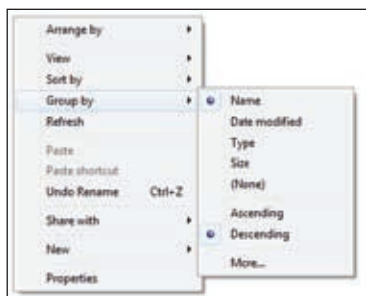 Arrange by
View
Sort by
Group by
Refresh
Paste
Paste shortcut
Undo Rename Ctrl+Z
Share with
New
Properties
Name
Date modified
Type
Size
(None)
Ascending
Descending
More...